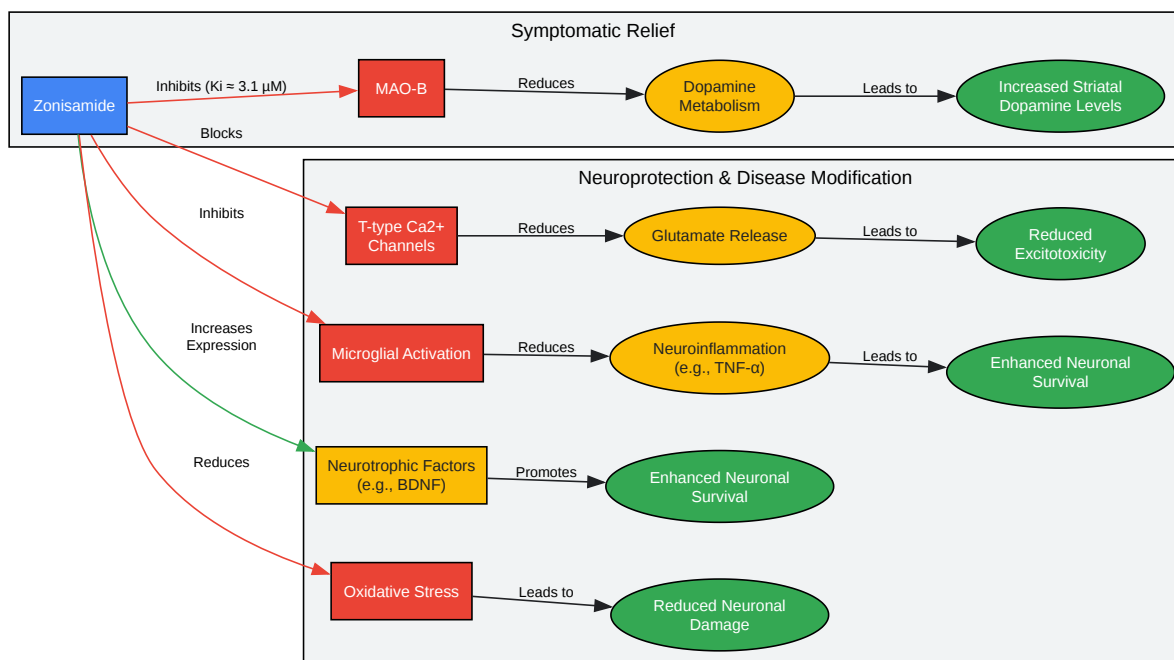 Symptomatic Relief
Zonisamide
Inhibits (Ki ≈ 3.1 µM)
MAO-B
Reduces
Dopamine
Metabolism
Leads to
Increased Striatal
Dopamine Levels
Blocks
Neuroprotection & Disease Modification
Inhibits
T-type Ca2+
Channels
Reduces
Glutamate Release
Leads to
Reduced
Excitotoxicity
Increases
Expression
Microglial Activation
Reduces
Neuroinflammation
(e.g., TNF-α)
Leads to
Enhanced Neuronal
Survival
Reduces
Neurotrophic Factors
(e.g., BDNF)
Promotes
Enhanced Neuronal
Survival
Oxidative Stress
Leads to
Reduced Neuronal
Damage